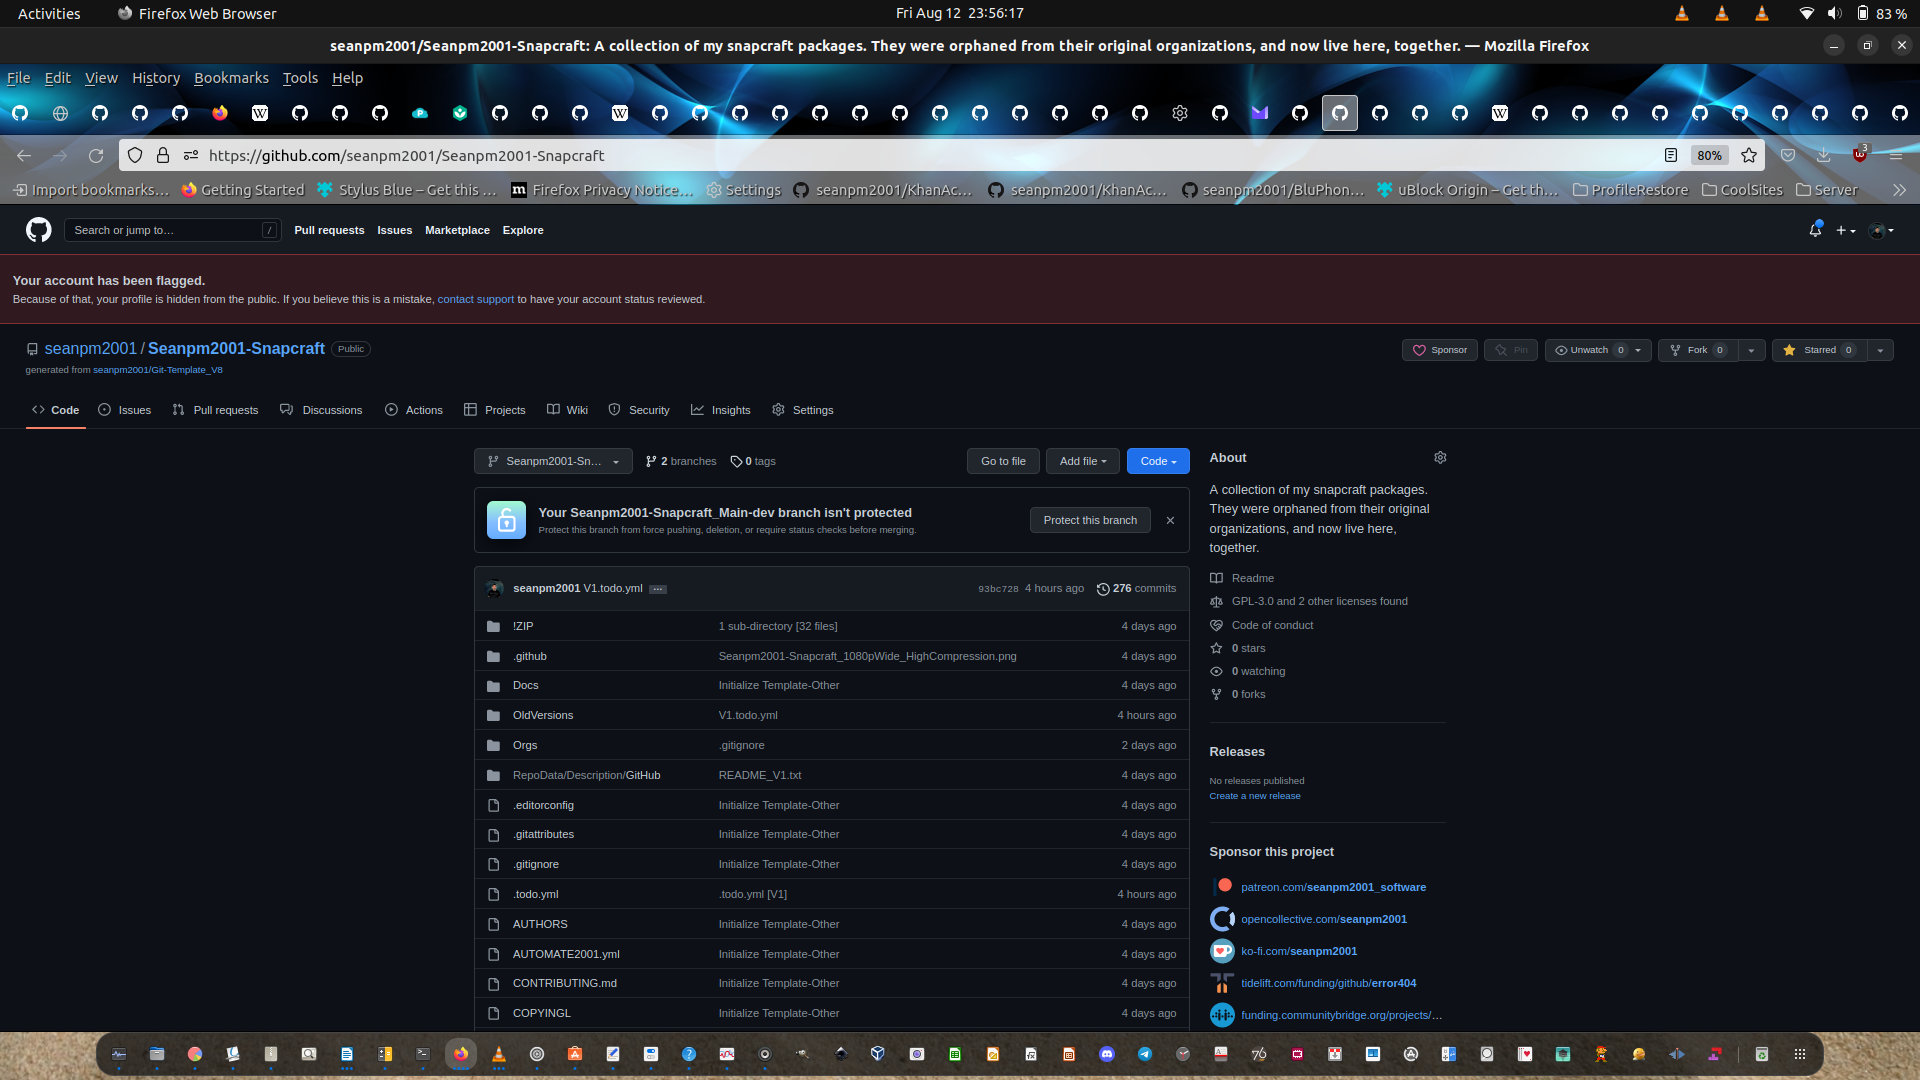 Activities Firefox Web Browser Fri Aug 12 23:56:17 83 %
seanpm2001/Seanpm2001-Snapcraft: A collection of my snapcraft packages. They were orphaned from their original organizations, and now live here, together. — Mozilla Firefox
File Edit View History Bookmarks Tools Help
https://github.com/seanpm2001/Seanpm2001-Snapcraft 80% 3
Import bookmarks… Getting Started Stylus Blue – Get this … Firefox Privacy Notice… Settings seanpm2001/KhanAc… seanpm2001/KhanAc… seanpm2001/BluPhon… uBlock Origin – Get th… ProfileRestore CoolSites Server
Search or jump to… / Pull requests Issues Marketplace Explore
Your account has been flagged.
Because of that, your profile is hidden from the public. If you believe this is a mistake, contact support to have your account status reviewed.
seanpm2001 / Seanpm2001-Snapcraft Public Sponsor Pin Unwatch 0 Fork 0 Starred 0
generated from seanpm2001/Git-Template_V8
Code Issues Pull requests Discussions Actions Projects Wiki Security Insights Settings
Seanpm2001-Sn… 2 branches 0 tags Go to file Add file Code
Your Seanpm2001-Snapcraft_Main-dev branch isn't protected
Protect this branch from force pushing, deletion, or require status checks before merging.
Protect this branch
seanpm2001 V1.todo.yml … 93bc728 4 hours ago 276 commits
!ZIP 1 sub-directory [32 files] 4 days ago
.github Seanpm2001-Snapcraft_1080pWide_HighCompression.png 4 days ago
Docs Initialize Template-Other 4 days ago
OldVersions V1.todo.yml 4 hours ago
Orgs .gitignore 2 days ago
RepoData/Description/GitHub README_V1.txt 4 days ago
.editorconfig Initialize Template-Other 4 days ago
.gitattributes Initialize Template-Other 4 days ago
.gitignore Initialize Template-Other 4 days ago
.todo.yml .todo.yml [V1] 4 hours ago
AUTHORS Initialize Template-Other 4 days ago
AUTOMATE2001.yml Initialize Template-Other 4 days ago
CONTRIBUTING.md Initialize Template-Other 4 days ago
COPYINGL Initialize Template-Other 4 days ago
About
A collection of my snapcraft packages.
They were orphaned from their original
organizations, and now live here,
together.
Readme
GPL-3.0 and 2 other licenses found
Code of conduct
0 stars
0 watching
0 forks
Releases
No releases published
Create a new release
Sponsor this project
patreon.com/seanpm2001_software
opencollective.com/seanpm2001
ko-fi.com/seanpm2001
tidelift.com/funding/github/error404
funding.communitybridge.org/projects/…